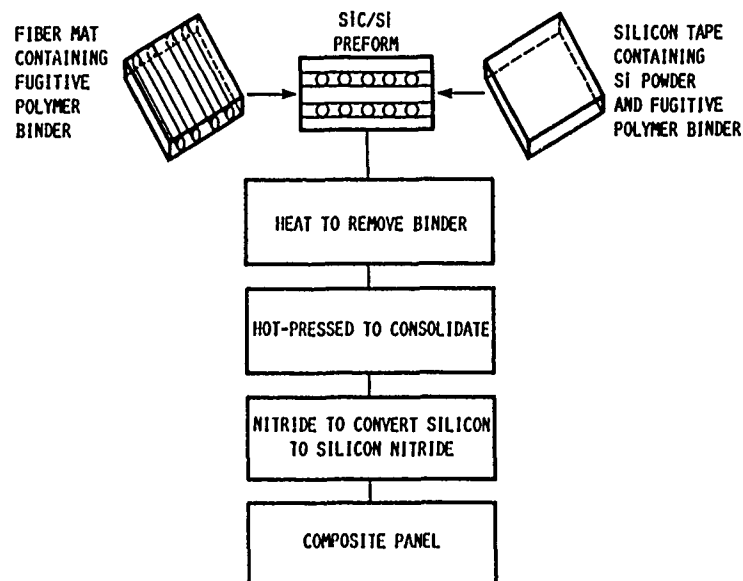 FIBER MAT
CONTAINING
FUGITIVE
POLYMER
BINDER
SiC/Si
PREFORM
SILICON TAPE
CONTAINING
Si POWDER
AND FUGITIVE
POLYMER BINDER
HEAT TO REMOVE BINDER
HOT-PRESSED TO CONSOLIDATE
NITRIDE TO CONVERT SILICON
TO SILICON NITRIDE
COMPOSITE PANEL